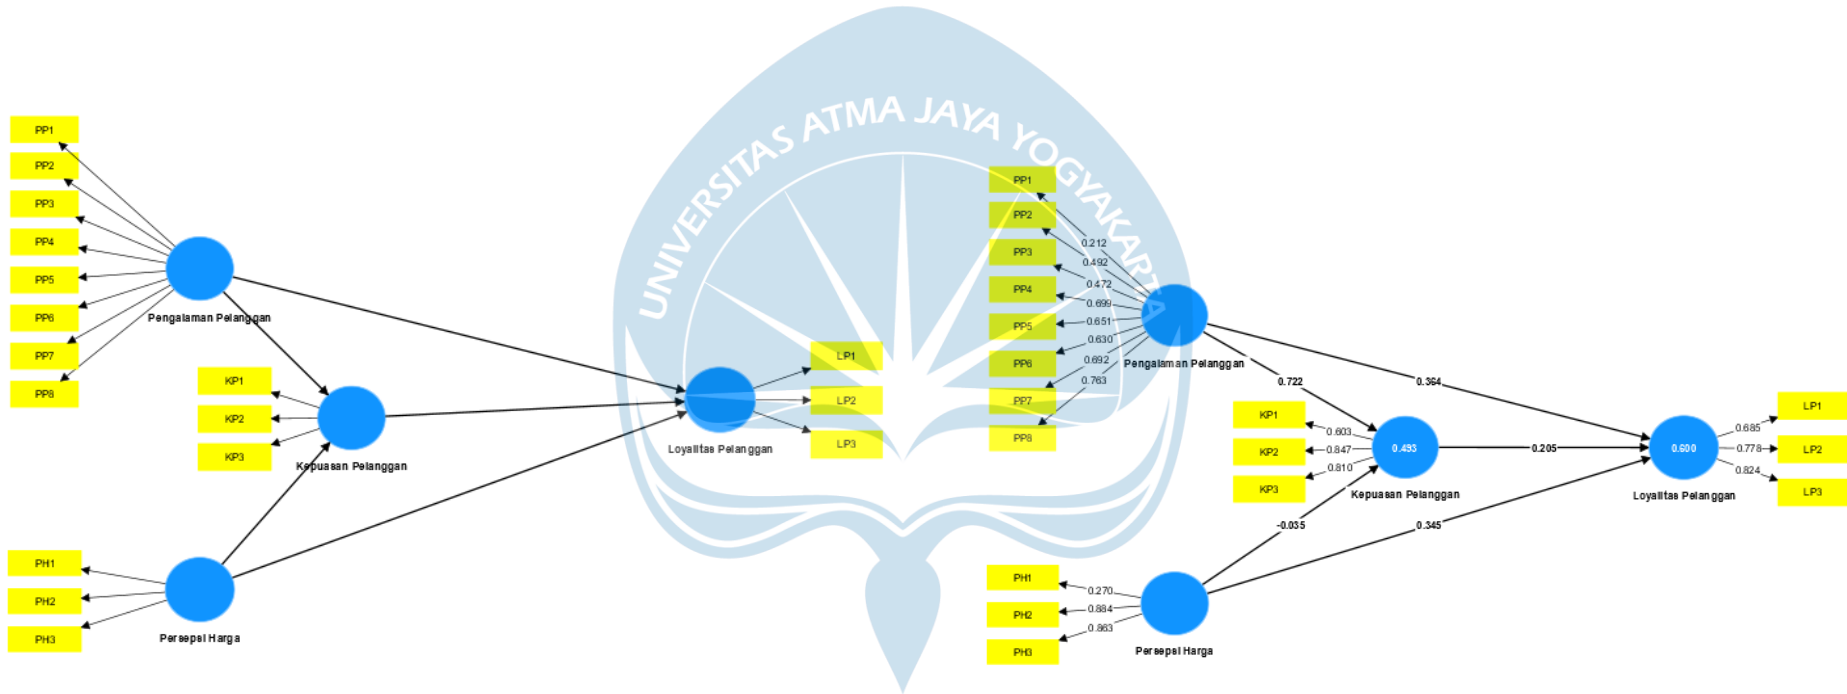 UNIVERSITAS ATMA JAYA YOGYAKARTA
PP1
PP2
PP3
PP4
PP5
PP6
PP7
PP8
Pengalaman Pelanggan
KP1
KP2
KP3
Kepuasan Pelanggan
LP1
LP2
LP3
Loyalitas Pelanggan
PH1
PH2
PH3
Persepsi Harga
PP1
PP2
PP3
PP4
PP5
PP6
PP7
PP8
0.212
0.492
0.472
0.699
0.651
0.630
0.692
0.763
Pengalaman Pelanggan
0.722
0.364
KP1
KP2
KP3
0.603
0.847
0.810
0.493
Kepuasan Pelanggan
0.205
0.600
Loyalitas Pelanggan
0.685
0.778
0.824
LP1
LP2
LP3
-0.035
0.345
PH1
PH2
PH3
0.270
0.884
0.863
Persepsi Harga